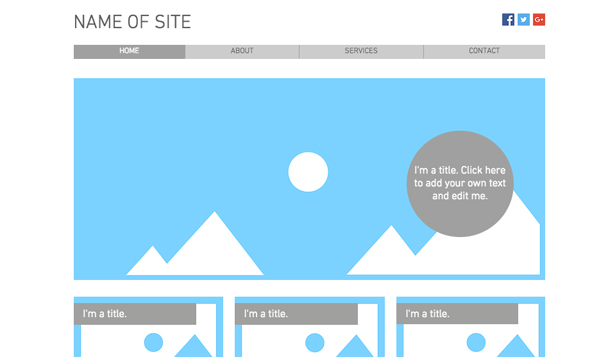 NAME OF SITE
f
G+
HOME ABOUT SERVICES CONTACT
I'm a title. Click here
to add your own text
and edit me.
I'm a title. I'm a title. I'm a title.